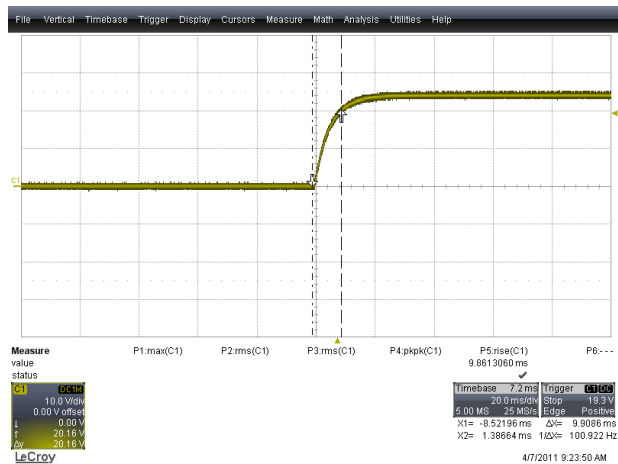 File Vertical Timebase Trigger Display Cursors Measure Math Analysis Utilities Help
C1
Measure P1:max(C1) P2:rms(C1) P3:rms(C1) P4:pkpk(C1) P5:rise(C1) P6:- - -
value 9.8613060 ms
status
C1 DC1M
10.0 V/div
0.00 V offset
↓ 0.00 V
↑ 20.16 V
Δy 20.16 V
Timebase 7.2 ms
20.0 ms/div
5.00 MS 25 MS/s
Trigger C1 DC
Stop 19.3 V
Edge Positive
X1= -8.52196 ms ΔX= 9.9086 ms
X2= 1.38664 ms 1/ΔX= 100.922 Hz
LeCroy
4/7/2011 9:23:50 AM